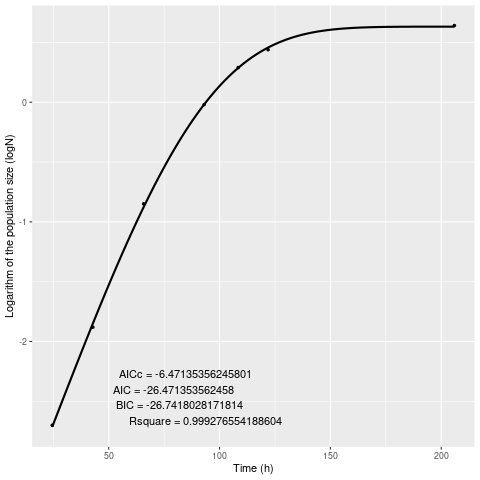 0
-1
-2
Logarithm of the population size (logN)
AICc = -6.47135356245801
AIC = -26.471353562458
BIC = -26.7418028171814
Rsquare = 0.999276554188604
50
100
150
200
Time (h)